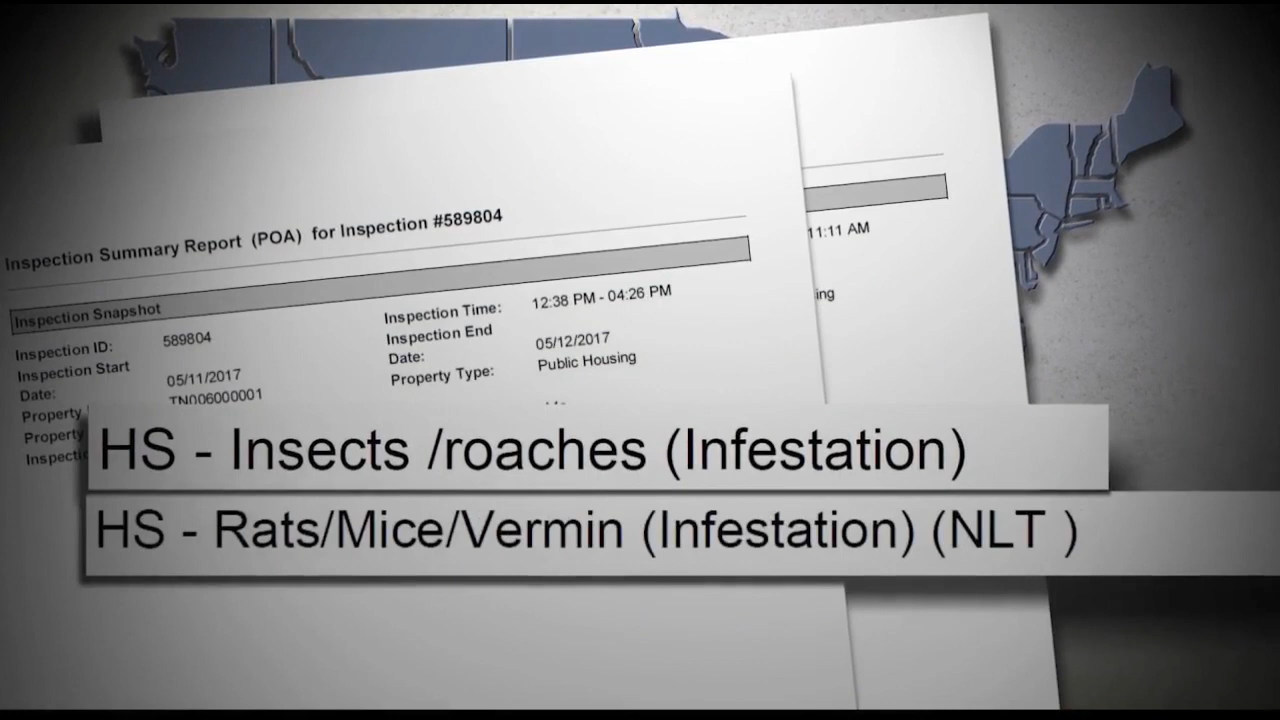 Inspection Summary Report (POA) for Inspection #589804
Inspection Snapshot
Inspection ID: 589804
Inspection Start Date: 05/11/2017
TN006000001
Property
Property
Inspection Time: 12:38 PM - 04:26 PM
Inspection End Date: 05/12/2017
Property Type: Public Housing
11:11 AM
HS - Insects /roaches (Infestation)
HS - Rats/Mice/Vermin (Infestation) (NLT )